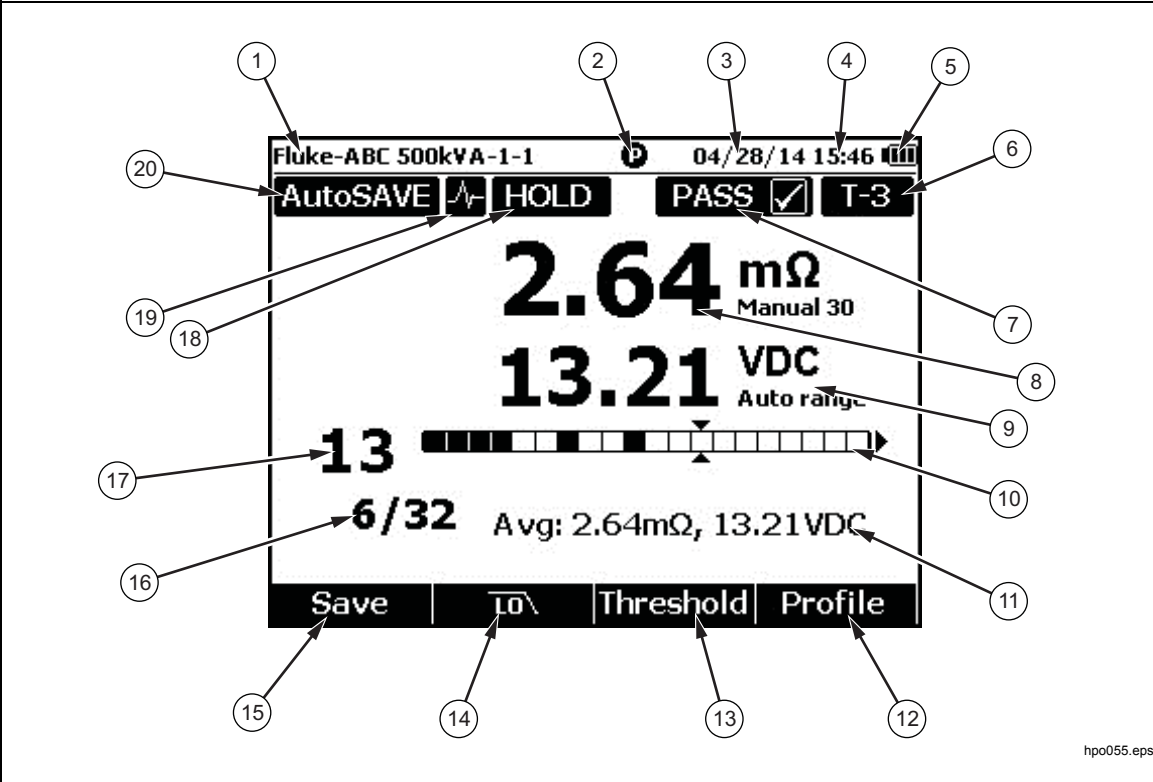 1 2 3 4 5
Fluke-ABC 500kVA-1-1 P 04/28/14 15:46
20 6
AutoSAVE HOLD PASS T-3
2.64 mΩ
Manual 30
19 18 7
13.21 VDC
Auto range
8
9
13
17 10
6/32 Avg: 2.64mΩ, 13.21VDC
16 11
Save LO Threshold Profile
15 14 13 12
hpo055.eps